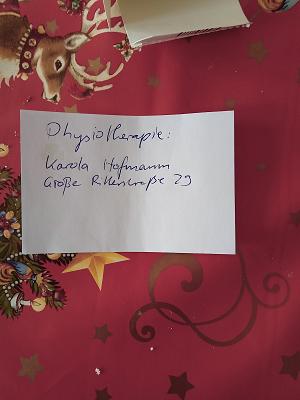 Physiotherapie:
Karola Hofmann
Große Ritterstraße 29